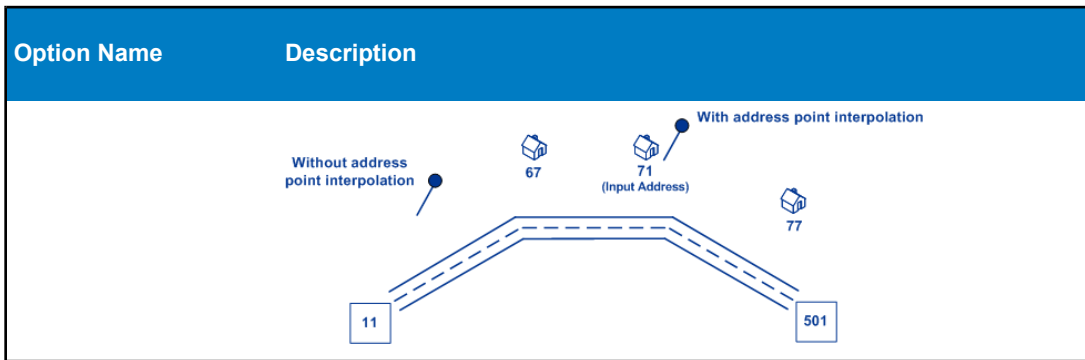 Option Name Description
With address point interpolation
Without address
point interpolation
67
71
(Input Address)
77
11
501